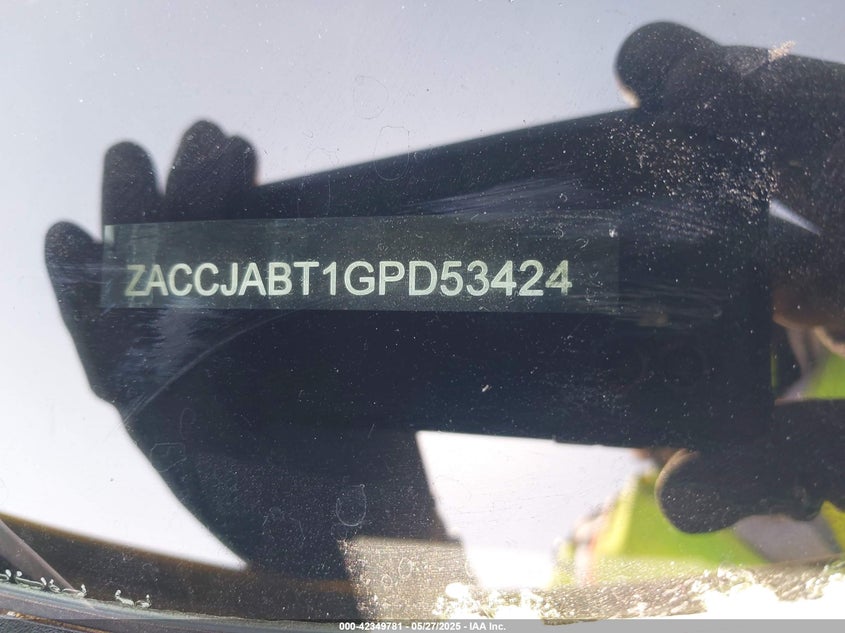 ZACCJABT1GPD53424
000-42349781 - 05/27/2025 - IAA Inc.